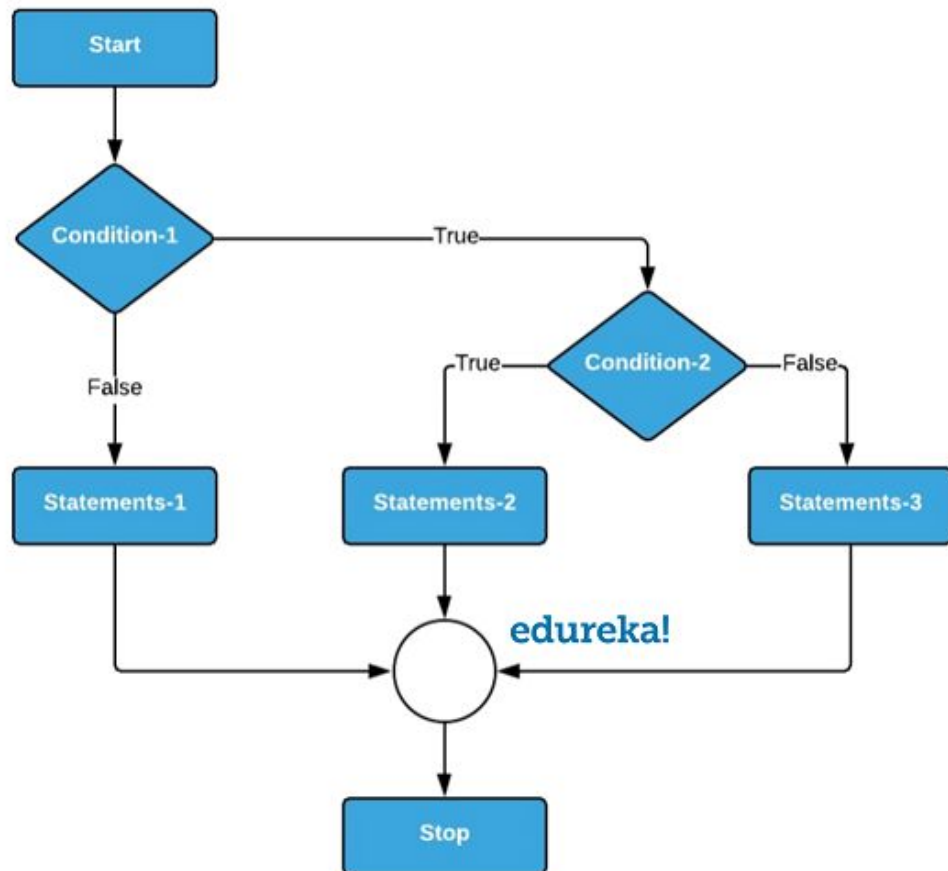 Start
Condition-1
True
Condition-2
True
False
False
Statements-1
Statements-2
Statements-3
edureka!
Stop